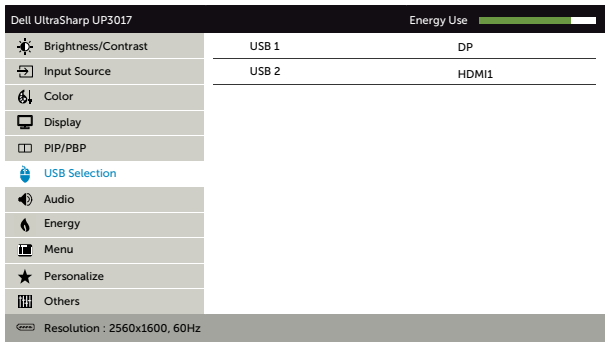 Dell UltraSharp UP3017 Energy Use
Brightness/Contrast USB 1 DP
Input Source USB 2 HDMI1
Color
Display
PIP/PBP
USB Selection
Audio
Energy
Menu
Personalize
Others
Resolution : 2560x1600, 60Hz